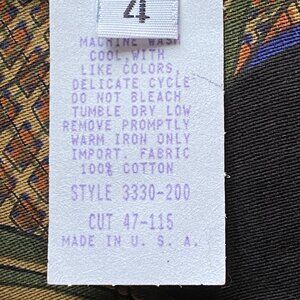 4
MACHINE WASH
COOL,WITH
LIKE COLORS,
DELICATE CYCLE
DO NOT BLEACH
TUMBLE DRY LOW
REMOVE PROMPTLY
WARM IRON ONLY
IMPORT. FABRIC
100% COTTON
STYLE 3330-200
CUT 47-115
MADE IN U. S. A.